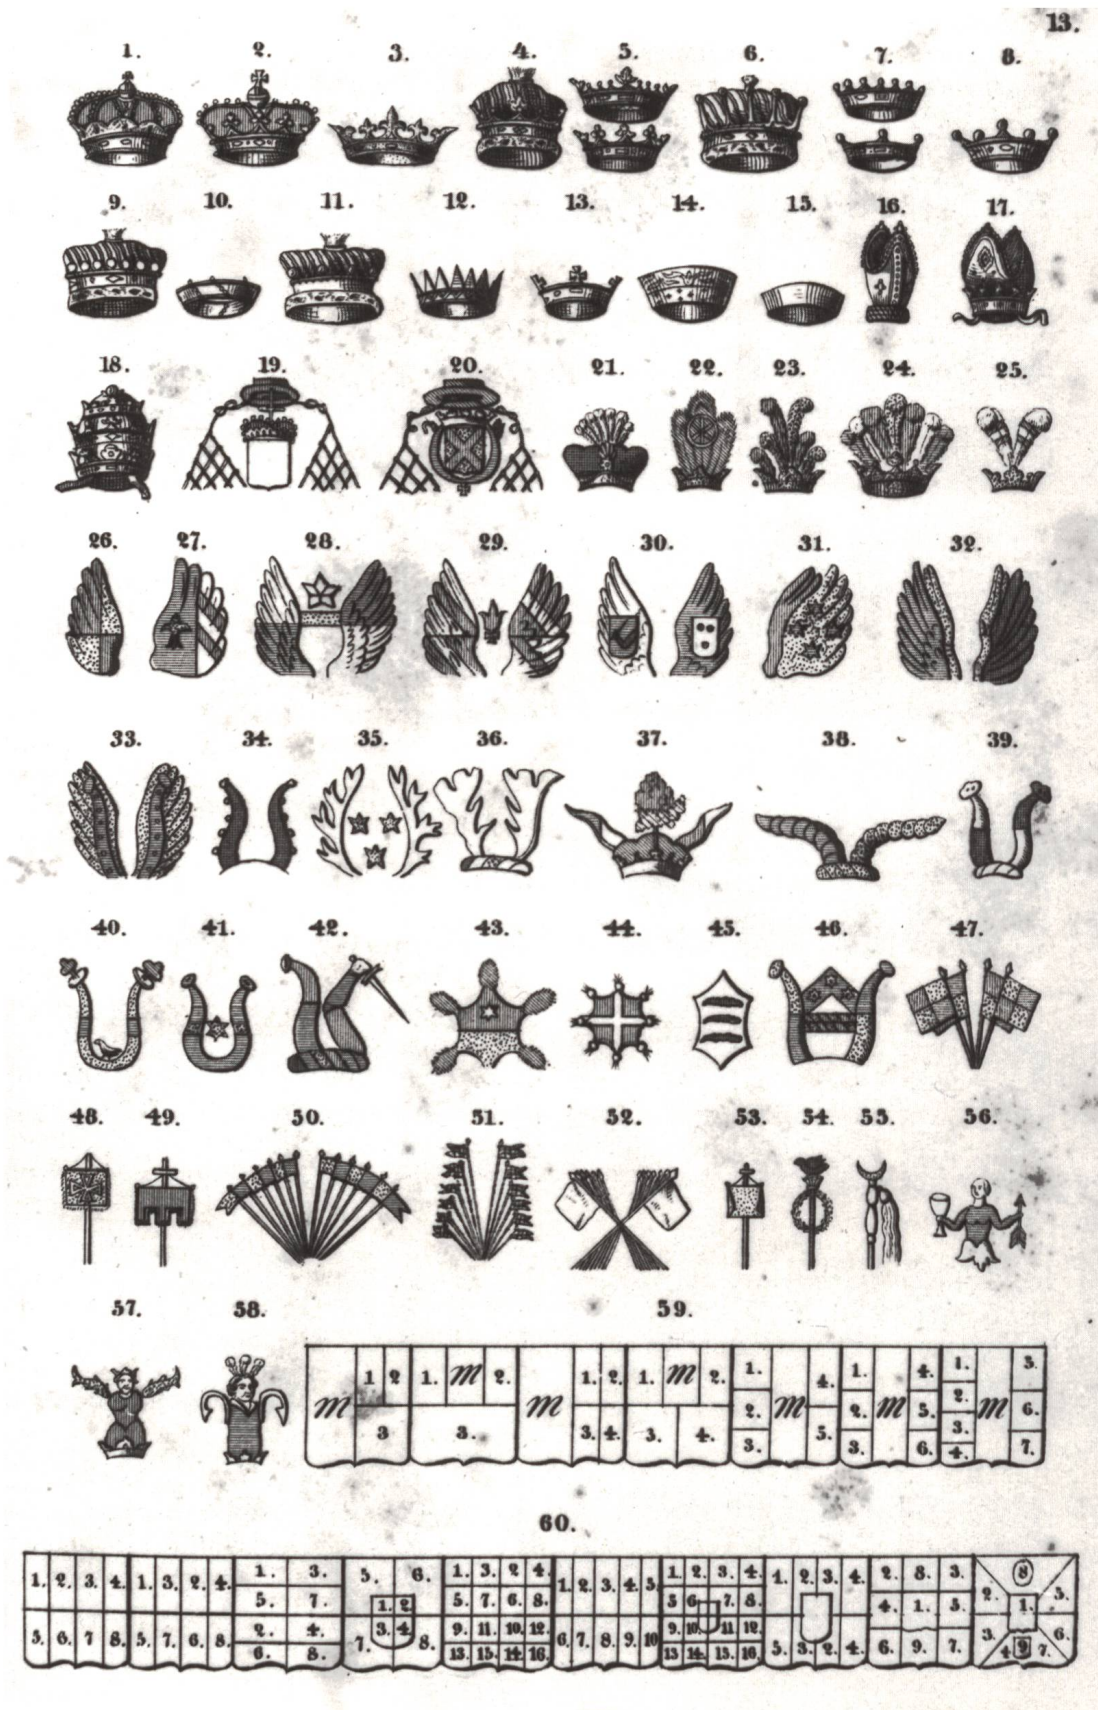 13.
1. 2. 3. 4. 5. 6. 7. 8.
9. 10. 11. 12. 13. 14. 15. 16. 17.
18. 19. 20. 21. 22. 23. 24. 25.
26. 27. 28. 29. 30. 31. 32.
33. 34. 35. 36. 37. 38. 39.
40. 41. 42. 43. 44. 45. 46. 47.
48. 49. 50. 51. 52. 53. 54. 55. 56.
57. 58. 59.
m 1 2 3
1. m 2. 3.
m 1. 2. 3. 4.
1. m 2. 3. 4.
1. 2. 3. m 4. 5.
1. 2. 3. m 4. 5. 6.
1. 2. 3. 4. m 5. 6. 7.
60.
1. 2. 3. 4. 5. 6. 7 8.
1. 3. 2. 4. 5. 7. 6. 8.
1. 3. 5. 7. 2. 4. 6. 8.
5. 6. 1. 2 3. 4 7. 8.
1. 3. 2 4. 5. 7. 6. 8. 9. 11. 10. 12. 13. 15. 14. 16.
1. 2. 3. 4. 5. 6. 7. 8. 9. 10
1. 2. 3. 4. 5 6. 7. 8. 9. 10. 11. 12. 13 14. 15. 16.
1. 2. 3. 4. 5. 3. 2. 4.
2. 8. 3. 4. 1. 5. 6. 9. 7.
8 2. 5. 1. 3. 6. 4 9 7.